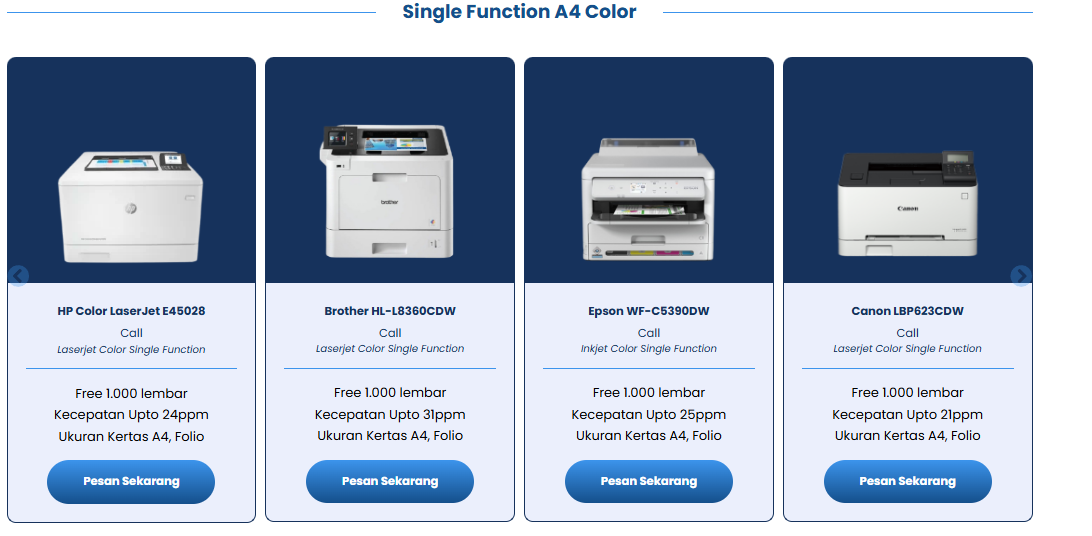 Single Function A4 Color
brother
Canon
HP Color LaserJet E45028
Call
Laserjet Color Single Function
Free 1.000 lembar
Kecepatan Upto 24ppm
Ukuran Kertas A4, Folio
Pesan Sekarang
Brother HL-L8360CDW
Call
Laserjet Color Single Function
Free 1.000 lembar
Kecepatan Upto 31ppm
Ukuran Kertas A4, Folio
Pesan Sekarang
Epson WF-C5390DW
Call
Inkjet Color Single Function
Free 1.000 lembar
Kecepatan Upto 25ppm
Ukuran Kertas A4, Folio
Pesan Sekarang
Canon LBP623CDW
Call
Laserjet Color Single Function
Free 1.000 lembar
Kecepatan Upto 21ppm
Ukuran Kertas A4, Folio
Pesan Sekarang